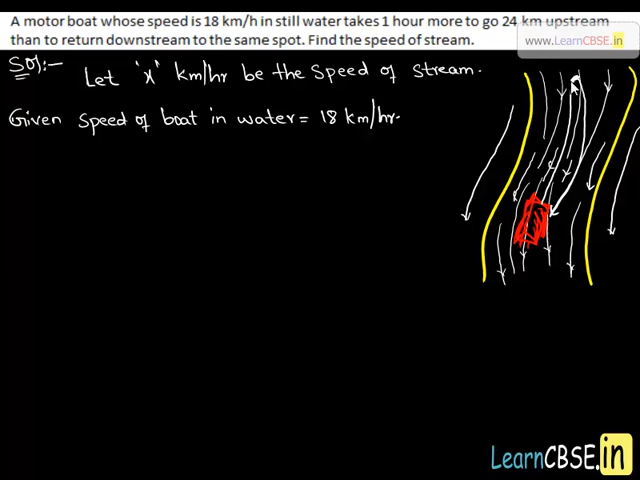 A motor boat whose speed is 18 km/h in still water takes 1 hour more to go 24 km upstream
than to return downstream to the same spot. Find the speed of stream.
www.LearnCBSE.in
Sol:-
Let 'x' km/hr be the speed of stream.
Given speed of boat in water = 18 km/hr.
LearnCBSE.in